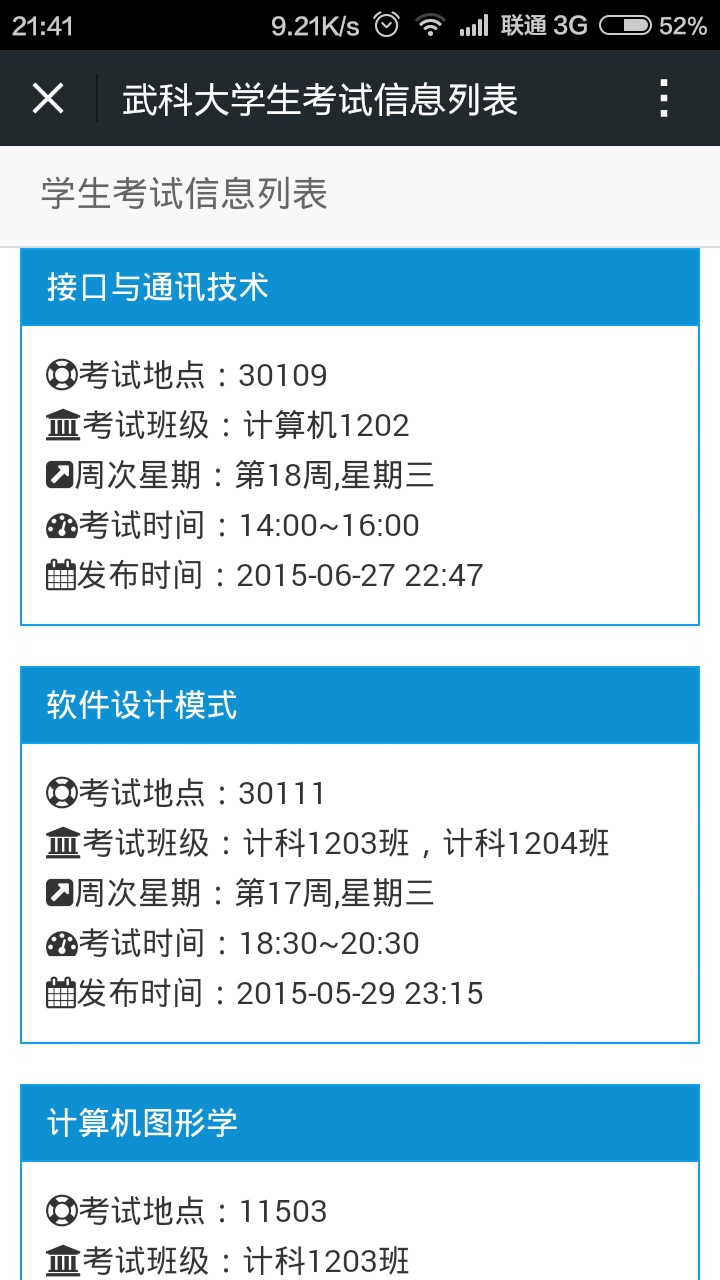 21:41 9.21K/s 联通 3G 52%
武科大学生考试信息列表
学生考试信息列表
接口与通讯技术
考试地点：30109
考试班级：计算机1202
周次星期：第18周,星期三
考试时间：14:00~16:00
发布时间：2015-06-27 22:47
软件设计模式
考试地点：30111
考试班级：计科1203班，计科1204班
周次星期：第17周,星期三
考试时间：18:30~20:30
发布时间：2015-05-29 23:15
计算机图形学
考试地点：11503
考试班级：计科1203班